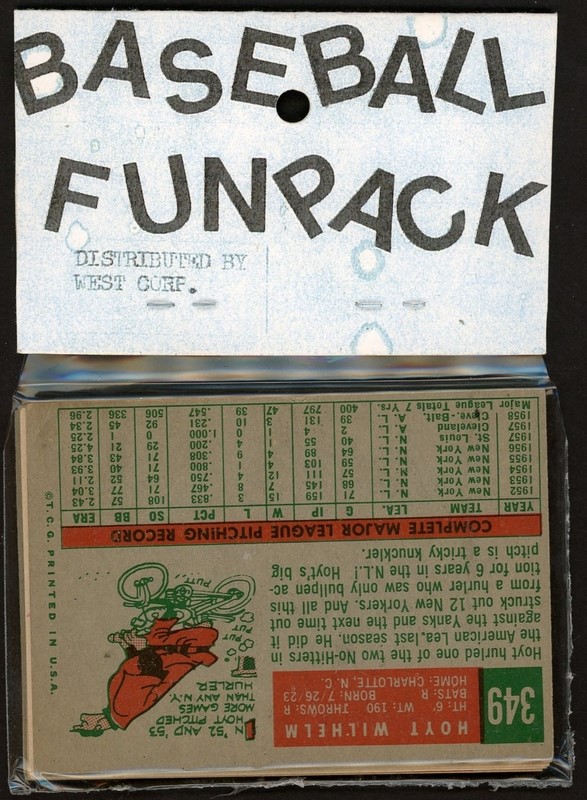 BASEBALL
FUNPACK
DISTRIBUTED BY
WEST CORP.
349
HOYT WILHELM
HT: 6' WT: 190 THROWS: R
BATS: R BORN: 7/26/23
HOME: CHARLOTTE, N. C.
Hoyt hurled one of the two No-Hitters in
the American Lea. last season. He did it
against the Yanks and the next time out
struck out 12 New Yorkers. And this all
from a hurler who saw only bullpen ac-
tion for 6 years in the N.L.! Hoyt's big
pitch is a tricky knuckler.
IN '52 AND '53
HOYT PITCHED
MORE GAMES
THAN ANY N.Y.
HURLER.
PUT
PUT
PUT
COMPLETE MAJOR LEAGUE PITCHING RECORD
YEAR TEAM LEA. G IP W L PCT SO BB ERA
1952 New York N. L. 71 159 15 3 .833 108 57 2.43
1953 New York N. L. 68 145 7 8 .467 71 77 3.04
1954 New York N. L. 57 111 12 4 .750 64 52 2.11
1955 New York N. L. 59 103 4 1 .800 71 40 3.93
1956 New York N. L. 64 89 4 9 .308 71 43 3.84
1957 St. Louis N. L. 40 55 1 4 .200 29 21 4.25
1957 Cleveland A. L. 2 4 1 0 1.000 1 1 2.25
1958 Cleve.-Balt. A. L. 39 131 3 10 .231 92 45 2.34
Major League Totals 7 Yrs. 400 797 47 39 .547 506 336 2.96
©T.C.G. PRINTED IN U.S.A.